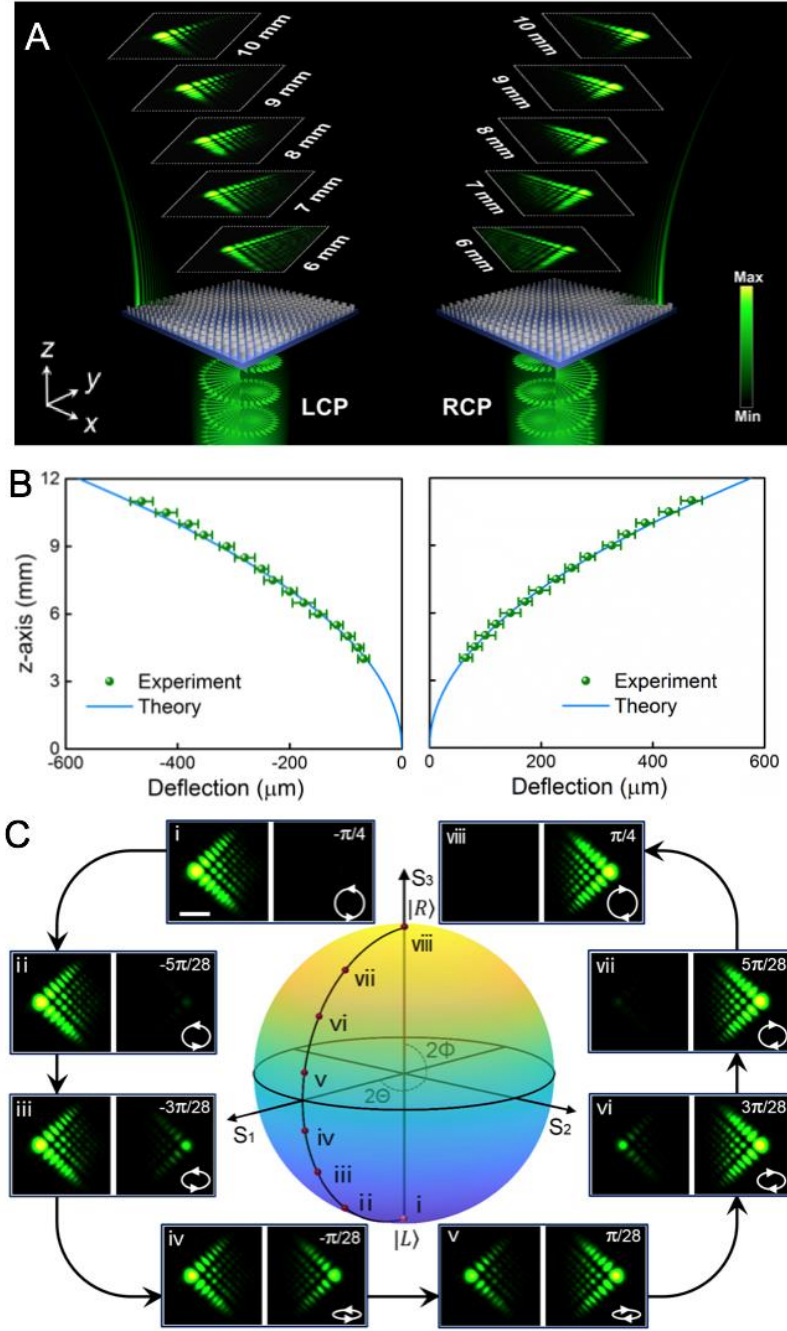 A
10 mm
9 mm
8 mm
7 mm
6 mm
10 mm
9 mm
8 mm
7 mm
6 mm
Max
Min
z
y
x
LCP
RCP
B
z-axis (mm)
12
9
6
3
0
-600
-400
-200
0
Experiment
Theory
Deflection (μm)
0
200
400
600
Experiment
Theory
Deflection (μm)
C
i
-π/4
viii
π/4
ii
-5π/28
vii
5π/28
iii
-3π/28
vi
3π/28
iv
-π/28
v
π/28
S₃
|R⟩
viii
vii
vi
v
iv
iii
ii
i
2Φ
2Θ
S₁
S₂
|L⟩